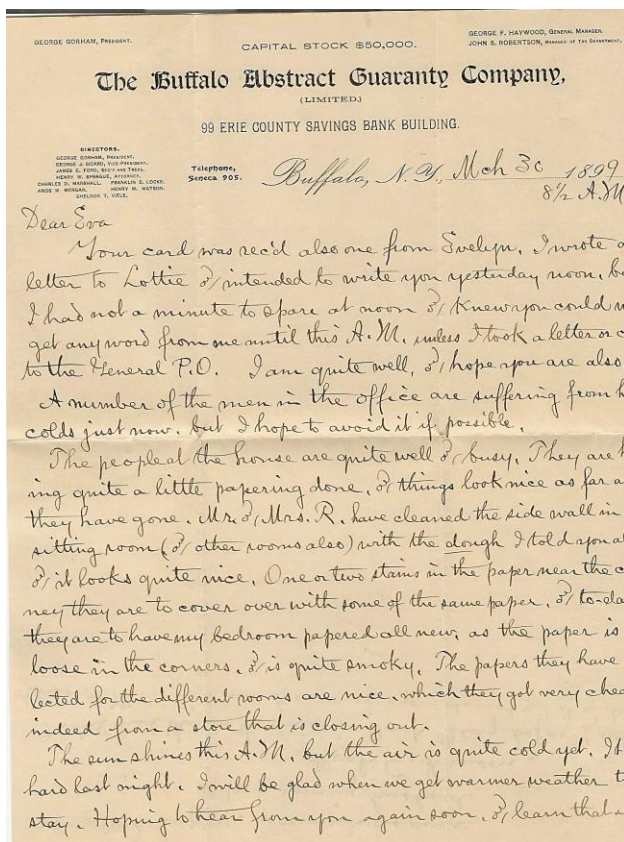 GEORGE GORHAM, PRESIDENT.
CAPITAL STOCK $50,000.
GEORGE F. HAYWOOD, GENERAL MANAGER.
JOHN S. ROBERTSON, MANAGER OF TAX DEPARTMENT.
The Buffalo Abstract Guaranty Company,
(LIMITED.)
99 ERIE COUNTY SAVINGS BANK BUILDING.
DIRECTORS.
GEORGE GORHAM, PRESIDENT.
GEORGE J. SICARD, VICE-PRESIDENT.
JAMES E. FORD, SECY AND TREAS.
HENRY W. SPRAGUE, ATTORNEY.
CHARLES D. MARSHALL. FRANKLIN D. LOCKE.
ANDS W. MORGAN. HENRY M. WATSON.
SHELDON T. VIELE.
Telephone,
Seneca 905.
Buffalo, N.Y., Mch 30 1899
8½ A.M
Dear Eva
Your card was rec'd also one from Evelyn. I wrote a
letter to Lottie & intended to write you yesterday noon, b
I had not a minute to spare at noon & knew you could n
get any word from me until this A.M. unless I took a letter or c
to the General P.O. I am quite well, & hope you are also
A number of the men in the office are suffering from h
colds just now, but I hope to avoid it if possible.
The people at the house are quite well & busy. They are h
ing quite a little papering done, & things look nice as far a
they have gone. Mr. & Mrs. R. have cleaned the side wall in
sitting room (& other rooms also) with the dough I told you a
& it looks quite nice. One or two stains in the paper near the c
ney they are to cover over with some of the same paper, & to-da
they are to have my bedroom papered all new, as the paper is
loose in the corners, & is quite smoky. The papers they have
lected for the different rooms are nice, which they got very chea
indeed from a store that is closing out.
The sun shines this A.M. but the air is quite cold yet. It
hard last night. I will be glad when we get warmer weather t
stay. Hoping to hear from you again soon, & learn that